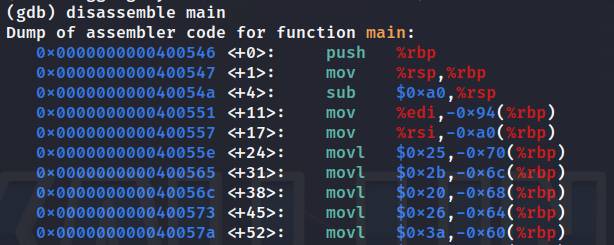 (gdb) disassemble main
Dump of assembler code for function main:
0x0000000000400546 <+0>: push %rbp
0x0000000000400547 <+1>: mov %rsp,%rbp
0x000000000040054a <+4>: sub $0xa0,%rsp
0x0000000000400551 <+11>: mov %edi,-0x94(%rbp)
0x0000000000400557 <+17>: mov %rsi,-0xa0(%rbp)
0x000000000040055e <+24>: movl $0x25,-0x70(%rbp)
0x0000000000400565 <+31>: movl $0x2b,-0x6c(%rbp)
0x000000000040056c <+38>: movl $0x20,-0x68(%rbp)
0x0000000000400573 <+45>: movl $0x26,-0x64(%rbp)
0x000000000040057a <+52>: movl $0x3a,-0x60(%rbp)